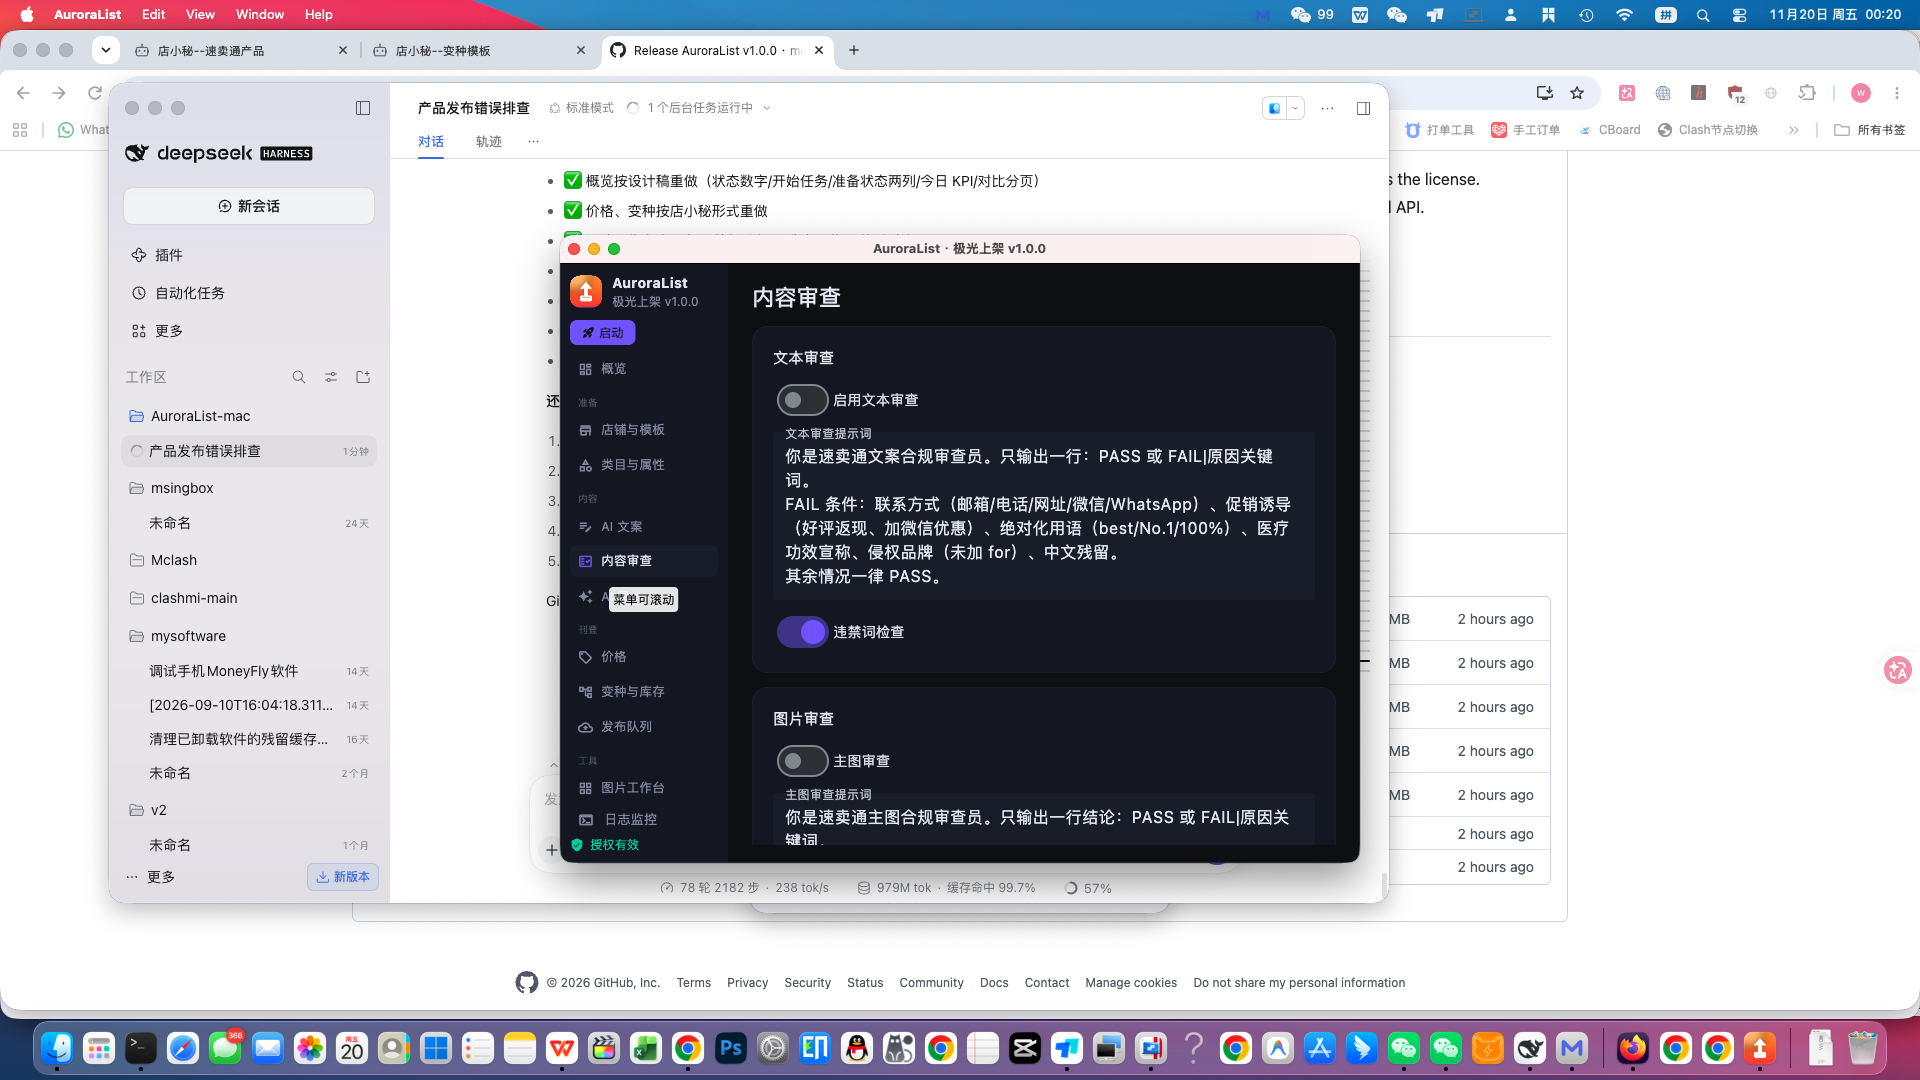 AuroraList Edit View Window Help 99 拼 11月20日 周五 00:20
店小秘--速卖通产品 店小秘--变种模板 Release AuroraList v1.0.0 · m
12 W
What 打单工具 手工订单 CBoard Clash节点切换 所有书签
产品发布错误排查 标准模式 1 个后台任务运行中
对话 轨迹
deepseek HARNESS
新会话
插件
自动化任务
更多
工作区
AuroraList-mac
产品发布错误排查 1分钟
msingbox
未命名 24天
Mclash
clashmi-main
mysoftware
调试手机MoneyFly软件 14天
[2026-09-10T16:04:18.311... 14天
清理已卸载软件的残留缓存... 16天
未命名 2个月
v2
未命名 1个月
更多 新版本
概览按设计稿重做（状态数字/开始任务/准备状态两列/今日 KPI/对比分页）
价格、变种按店小秘形式重做
还
1.
2.
3.
4.
5.
Gi
发
78 轮 2182 步 · 238 tok/s 979M tok · 缓存命中 99.7% 57%
AuroraList · 极光上架 v1.0.0
AuroraList
极光上架 v1.0.0
启动
概览
准备
店铺与模板
类目与属性
内容
AI 文案
内容审查
A
菜单可滚动
刊登
价格
变种与库存
发布队列
工具
图片工作台
日志监控
授权有效
内容审查
文本审查
启用文本审查
文本审查提示词
你是速卖通文案合规审查员。只输出一行：PASS 或 FAIL|原因关键
词。
FAIL 条件：联系方式（邮箱/电话/网址/微信/WhatsApp）、促销诱导
（好评返现、加微信优惠）、绝对化用语（best/No.1/100%）、医疗
功效宣称、侵权品牌（未加 for）、中文残留。
其余情况一律 PASS。
违禁词检查
图片审查
主图审查
主图审查提示词
你是速卖通主图合规审查员。只输出一行结论：PASS 或 FAIL|原因关
键词。
s the license.
API.
MB 2 hours ago
MB 2 hours ago
MB 2 hours ago
MB 2 hours ago
MB 2 hours ago
2 hours ago
2 hours ago
© 2026 GitHub, Inc. Terms Privacy Security Status Community Docs Contact Manage cookies Do not share my personal information
368 周五 20 Ps